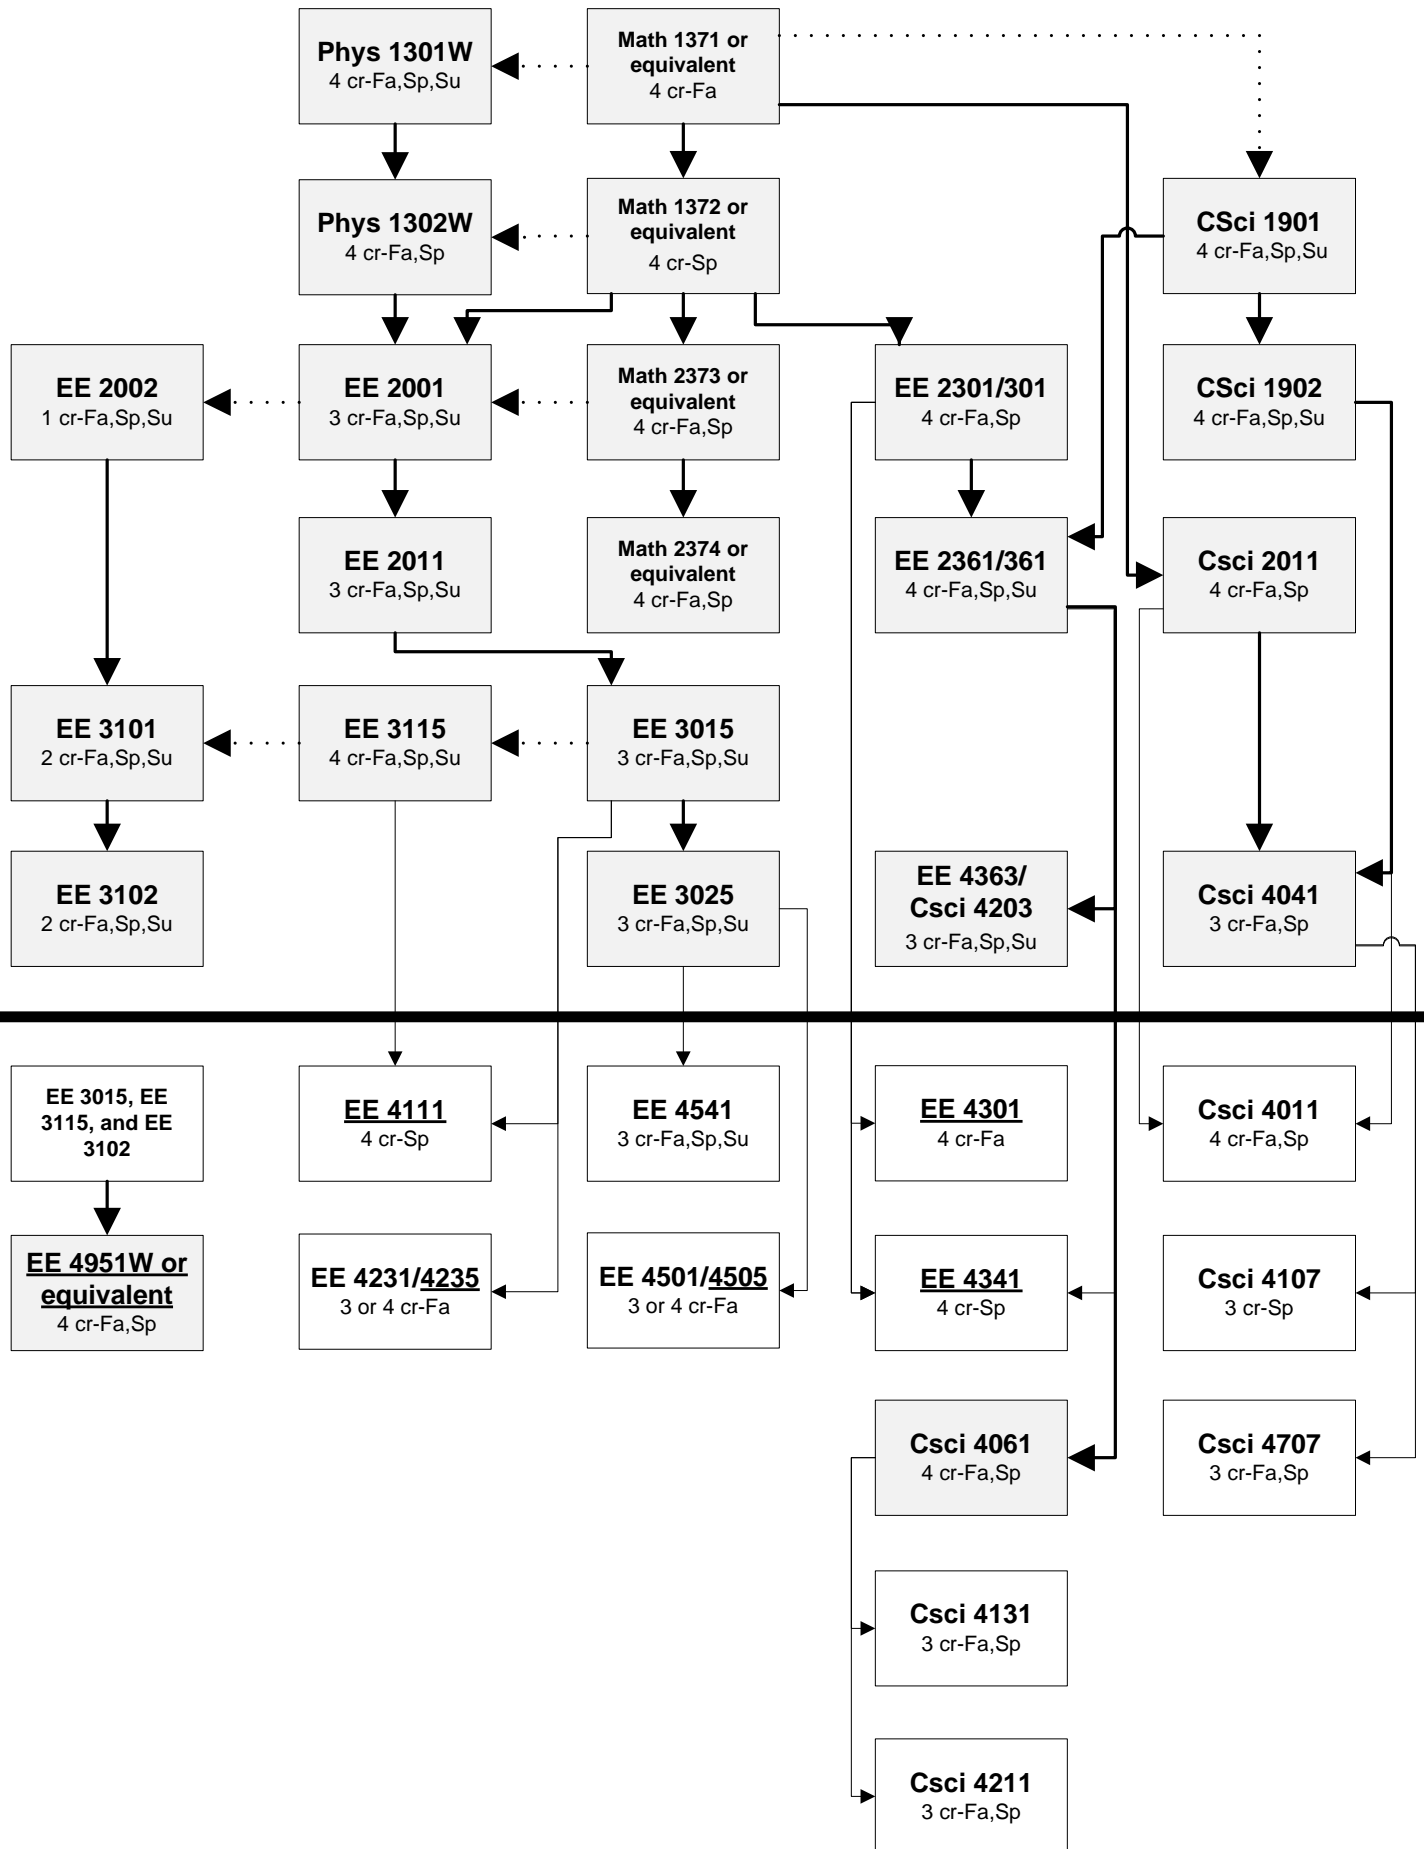 Phys 1301W
4 cr-Fa,Sp,Su
Math 1371 or
equivalent
4 cr-Fa
Phys 1302W
4 cr-Fa,Sp
Math 1372 or
equivalent
4 cr-Sp
CSci 1901
4 cr-Fa,Sp,Su
EE 2002
1 cr-Fa,Sp,Su
EE 2001
3 cr-Fa,Sp,Su
Math 2373 or
equivalent
4 cr-Fa,Sp
EE 2301/301
4 cr-Fa,Sp
CSci 1902
4 cr-Fa,Sp,Su
EE 2011
3 cr-Fa,Sp,Su
Math 2374 or
equivalent
4 cr-Fa,Sp
EE 2361/361
4 cr-Fa,Sp,Su
Csci 2011
4 cr-Fa,Sp
EE 3101
2 cr-Fa,Sp,Su
EE 3115
4 cr-Fa,Sp,Su
EE 3015
3 cr-Fa,Sp,Su
EE 3102
2 cr-Fa,Sp,Su
EE 3025
3 cr-Fa,Sp,Su
EE 4363/
Csci 4203
3 cr-Fa,Sp,Su
Csci 4041
3 cr-Fa,Sp
EE 3015, EE
3115, and EE
3102
EE 4111
4 cr-Sp
EE 4541
3 cr-Fa,Sp,Su
EE 4301
4 cr-Fa
Csci 4011
4 cr-Fa,Sp
EE 4951W or
equivalent
4 cr-Fa,Sp
EE 4231/4235
3 or 4 cr-Fa
EE 4501/4505
3 or 4 cr-Fa
EE 4341
4 cr-Sp
Csci 4107
3 cr-Sp
Csci 4061
4 cr-Fa,Sp
Csci 4707
3 cr-Fa,Sp
Csci 4131
3 cr-Fa,Sp
Csci 4211
3 cr-Fa,Sp